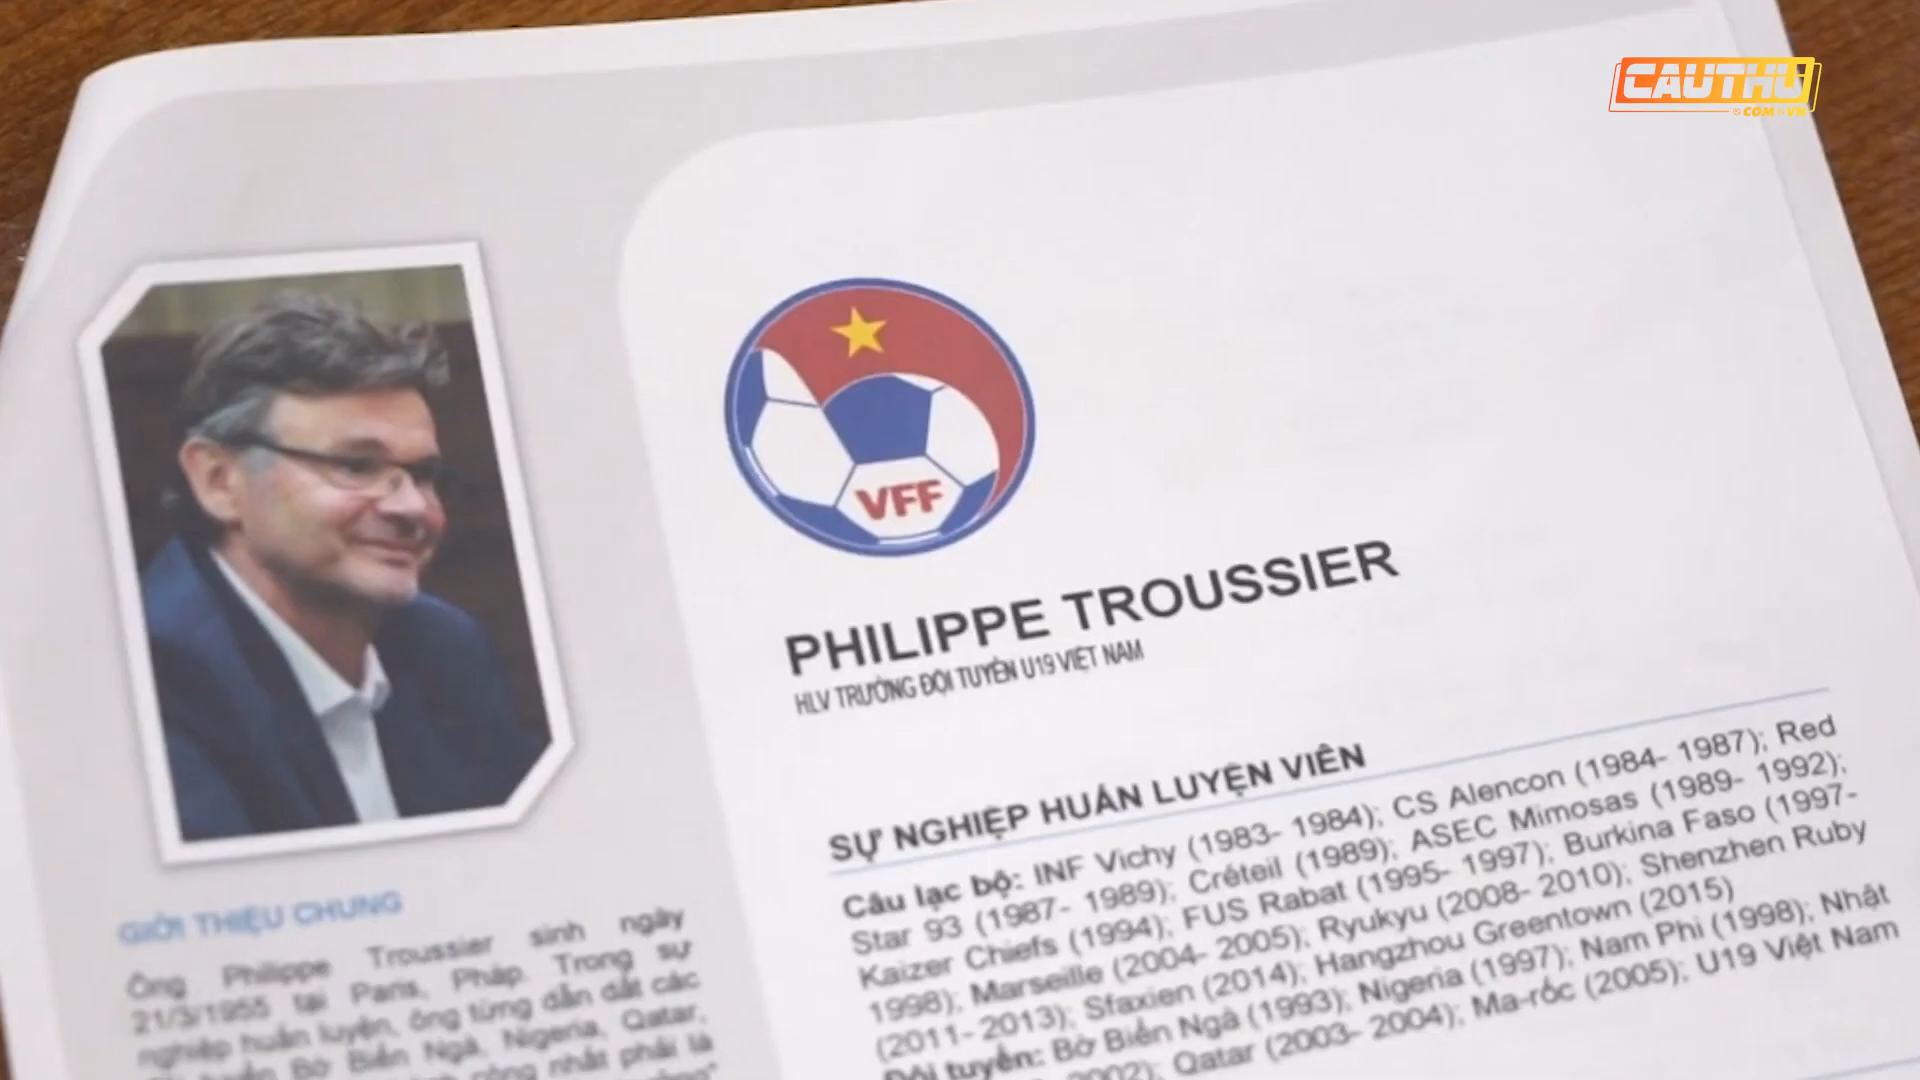 CAUTHU
.COM.VN
VFF
PHILIPPE TROUSSIER
HLV TRƯỞNG ĐỘI TUYỂN U19 VIỆT NAM
SỰ NGHIỆP HUẤN LUYỆN VIÊN
Câu lạc bộ: INF Vichy (1983- 1984); CS Alencon (1984- 1987); Red
Star 93 (1987- 1989); Créteil (1989); ASEC Mimosas (1989- 1992);
Kaizer Chiefs (1994); FUS Rabat (1995- 1997); Burkina Faso (1997-
1998); Marseille (2004- 2005); Ryukyu (2008- 2010); Shenzhen Ruby
(2011- 2013); Sfaxien (2014); Hangzhou Greentown (2015)
Đội tuyển: Bờ Biển Ngà (1993); Nigeria (1997); Nam Phi (1998); Nhật
2002); Qatar (2003- 2004); Ma-rốc (2005); U19 Việt Nam
GIỚI THIỆU CHUNG
Ông Philippe Troussier sinh ngày
21/3/1955 tại Paris, Pháp. Trong sự
nghiệp huấn luyện, ông từng dẫn dắt các
tuyển Bờ Biển Ngà, Nigeria, Qatar,
công nhất phải là